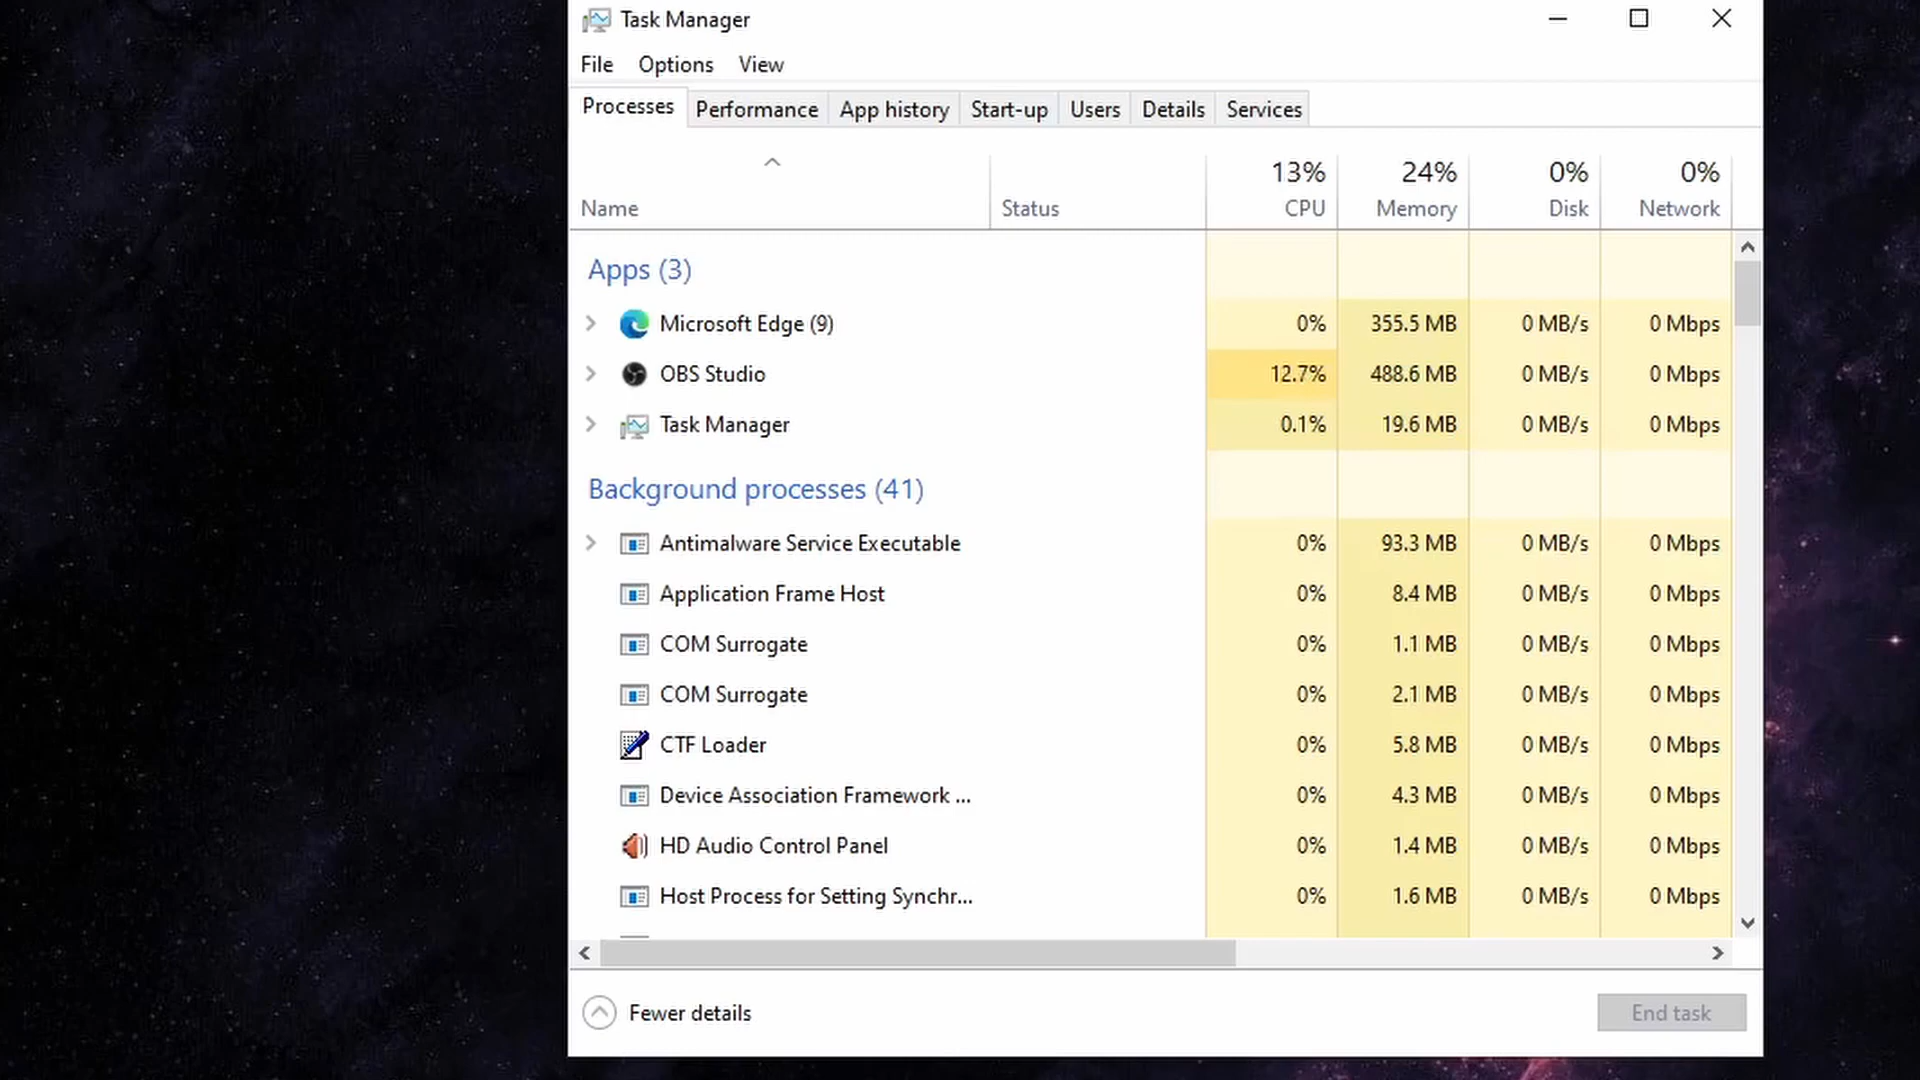 Task Manager
File Options View
Processes Performance App history Start-up Users Details Services
13% 24% 0% 0%
Name Status CPU Memory Disk Network
Apps (3)
Microsoft Edge (9) 0% 355.5 MB 0 MB/s 0 Mbps
OBS Studio 12.7% 488.6 MB 0 MB/s 0 Mbps
Task Manager 0.1% 19.6 MB 0 MB/s 0 Mbps
Background processes (41)
Antimalware Service Executable 0% 93.3 MB 0 MB/s 0 Mbps
Application Frame Host 0% 8.4 MB 0 MB/s 0 Mbps
COM Surrogate 0% 1.1 MB 0 MB/s 0 Mbps
COM Surrogate 0% 2.1 MB 0 MB/s 0 Mbps
CTF Loader 0% 5.8 MB 0 MB/s 0 Mbps
Device Association Framework ... 0% 4.3 MB 0 MB/s 0 Mbps
HD Audio Control Panel 0% 1.4 MB 0 MB/s 0 Mbps
Host Process for Setting Synchr... 0% 1.6 MB 0 MB/s 0 Mbps
Fewer details End task